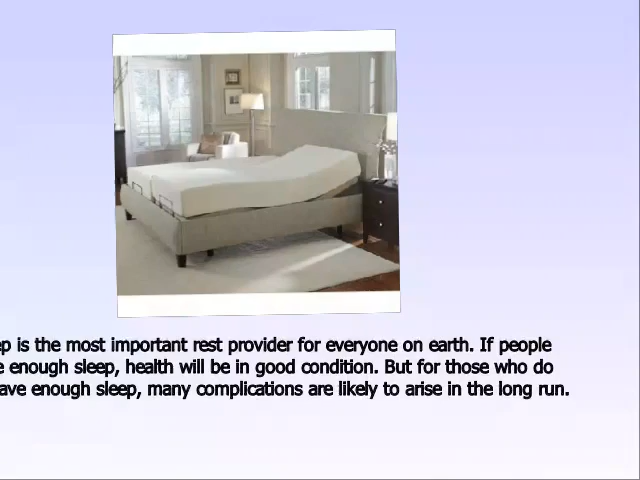 ep is the most important rest provider for everyone on earth. If people
e enough sleep, health will be in good condition. But for those who do
ave enough sleep, many complications are likely to arise in the long run.